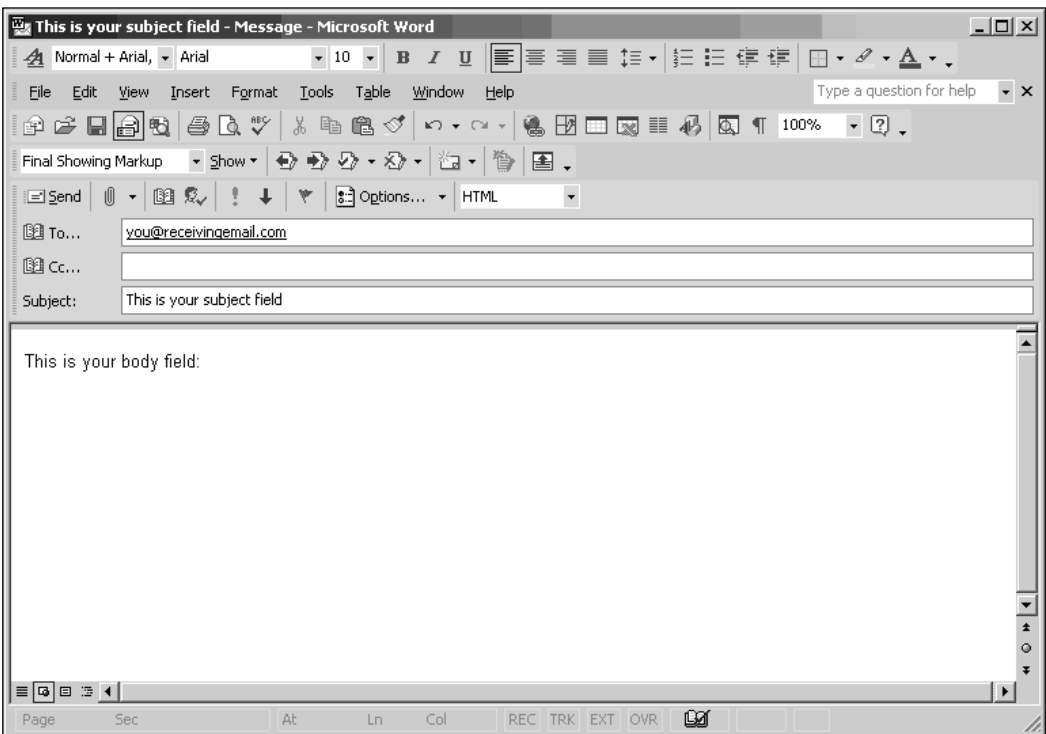 This is your subject field - Message - Microsoft Word
Normal + Arial, Arial 10 B I U A
File Edit View Insert Format Tools Table Window Help Type a question for help
ABC 100%
Final Showing Markup Show
Send Options... HTML
To... you@receivingemail.com
Cc...
Subject: This is your subject field
This is your body field:
Page Sec At Ln Col REC TRK EXT OVR